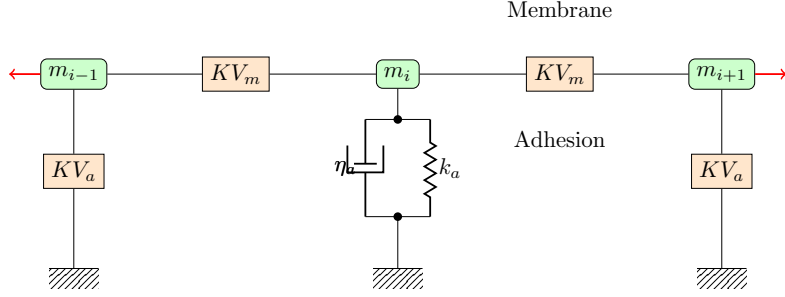 Membrane
m_{i-1} KV_m m_i KV_m m_{i+1}
Adhesion
KV_a η_a k_a KV_a